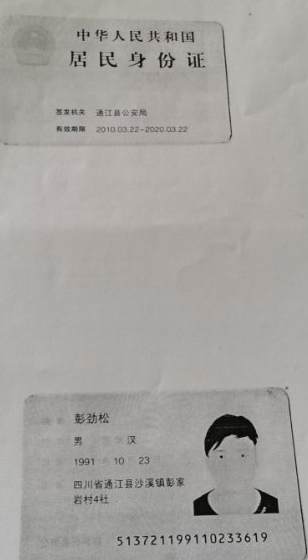 中华人民共和国
居民身份证
签发机关 通江县公安局
有效期限 2010.03.22-2020.03.22
彭劲松
男 汉
1991 10 23
四川省通江县沙溪镇彭家
岩村4社
513721199110233619